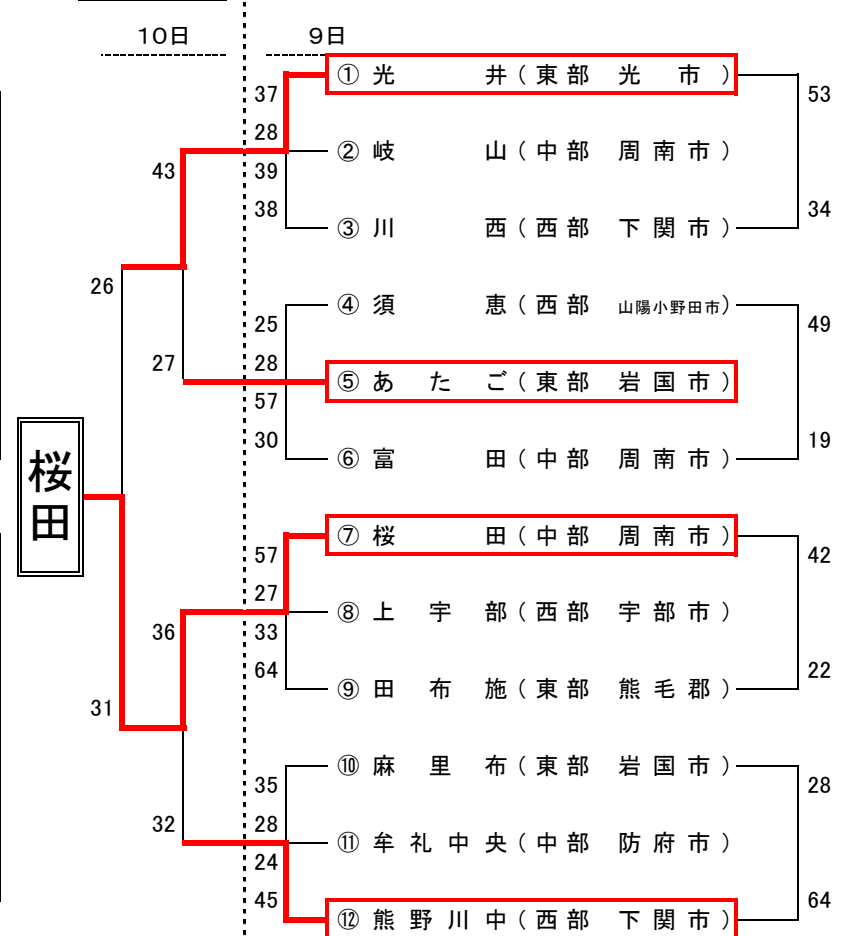 10日 9日
① 光 井 ( 東 部 光 市 )
37 53
28
② 岐 山 ( 中 部 周 南 市 )
43 39
38 34
③ 川 西 ( 西 部 下 関 市 )
26
④ 須 恵 ( 西 部 山陽小野田市 )
25 49
27 28
⑤ あ た ご ( 東 部 岩 国 市 )
57
30 19
⑥ 富 田 ( 中 部 周 南 市 )
桜田
⑦ 桜 田 ( 中 部 周 南 市 )
57 42
27
⑧ 上 宇 部 ( 西 部 宇 部 市 )
36 33
64 22
⑨ 田 布 施 ( 東 部 熊 毛 郡 )
31
⑩ 麻 里 布 ( 東 部 岩 国 市 )
35 28
32 28
⑪ 牟 礼 中 央 ( 中 部 防 府 市 )
24
45 64
⑫ 熊 野 川 中 ( 西 部 下 関 市 )